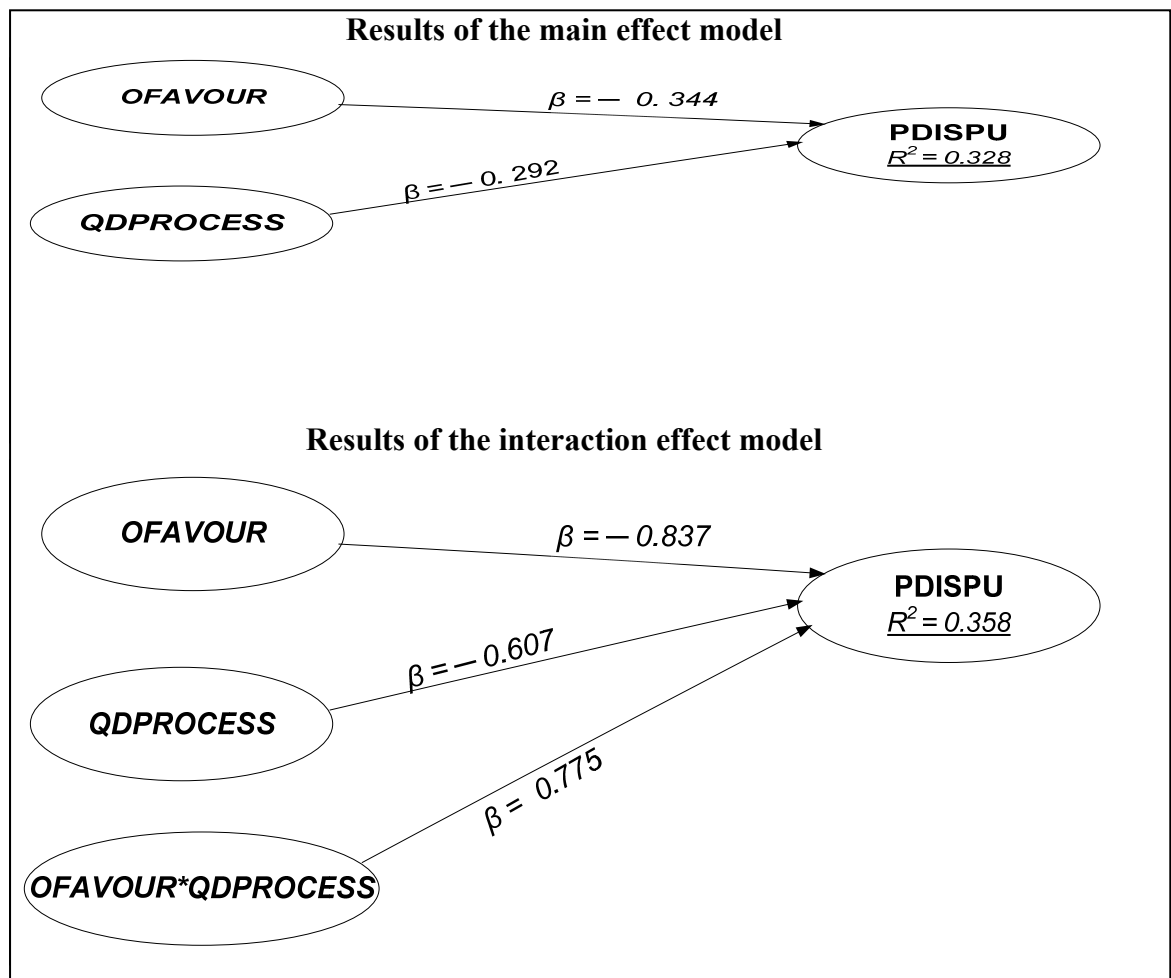 Results of the main effect model
OFAVOUR
β = – 0. 344
PDISPU
R² = 0.328
β = – 0. 292
QDPROCESS
Results of the interaction effect model
OFAVOUR
β = – 0.837
PDISPU
R² = 0.358
β = – 0.607
QDPROCESS
β = 0.775
OFAVOUR*QDPROCESS